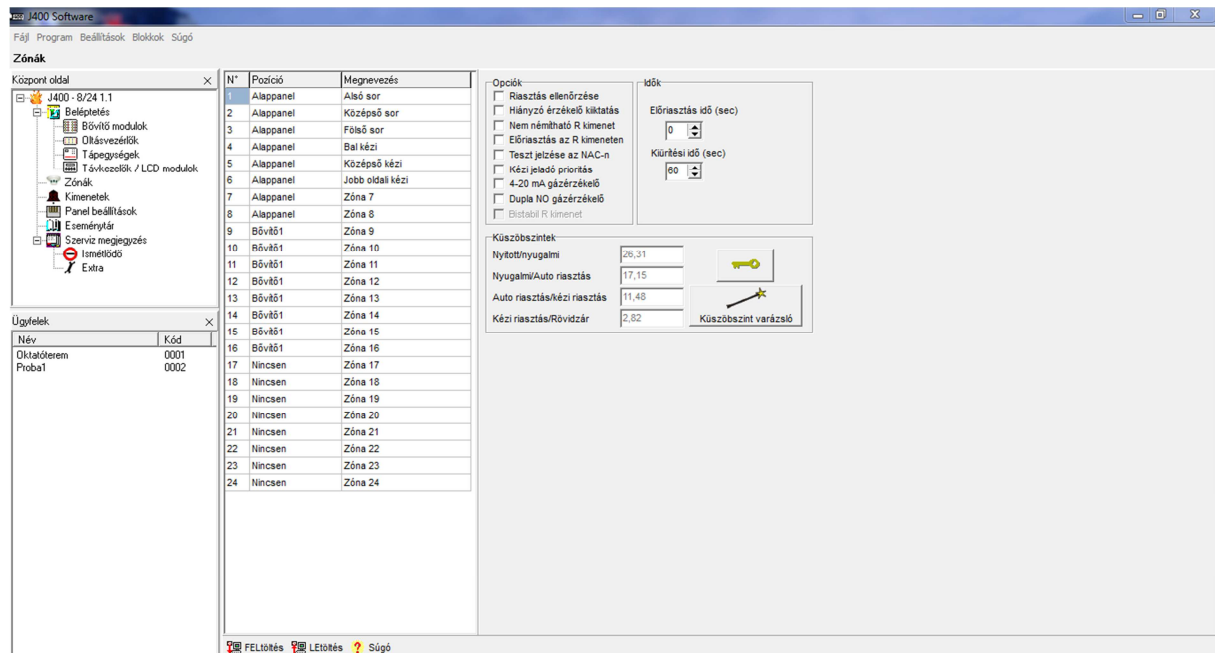 J400 Software
Fájl Program Beállítások Blokkok Súgó
Zónák
Központ oldal
J400 - 8/24 1.1
Beléptetés
Bővítő modulok
Oltásvezérlők
Tápegységek
Távkezelők / LCD modulok
Zónák
Kimenetek
Panel beállítások
Eseménytár
Szerviz megjegyzés
Ismétlődő
Extra
Ügyfelek
Név Kód
Oktatóterem 0001
Proba1 0002
N° Pozíció Megnevezés
1 Alappanel Alsó sor
2 Alappanel Középső sor
3 Alappanel Fölső sor
4 Alappanel Bal kézi
5 Alappanel Középső kézi
6 Alappanel Jobb oldali kézi
7 Alappanel Zóna 7
8 Alappanel Zóna 8
9 Bővítő1 Zóna 9
10 Bővítő1 Zóna 10
11 Bővítő1 Zóna 11
12 Bővítő1 Zóna 12
13 Bővítő1 Zóna 13
14 Bővítő1 Zóna 14
15 Bővítő1 Zóna 15
16 Bővítő1 Zóna 16
17 Nincsen Zóna 17
18 Nincsen Zóna 18
19 Nincsen Zóna 19
20 Nincsen Zóna 20
21 Nincsen Zóna 21
22 Nincsen Zóna 22
23 Nincsen Zóna 23
24 Nincsen Zóna 24
Opciók
Riasztás ellenőrzése
Hiányzó érzékelő kiiktatás
Nem némítható R kimenet
Előriasztás az R kimeneten
Teszt jelzése az NAC-n
Kézi jeladó prioritás
4-20 mA gázérzékelő
Dupla NO gázérzékelő
Bistabil R kimenet
Idők
Előriasztás idő (sec)
0
Kiürítési idő (sec)
60
Küszöbszintek
Nyitott/nyugalmi 26,31
Nyugalmi/Auto riasztás 17,15
Auto riasztás/kézi riasztás 11,48
Kézi riasztás/Rövidzár 2,82
Küszöbszint varázsló
FELtöltés LEtöltés ? Súgó